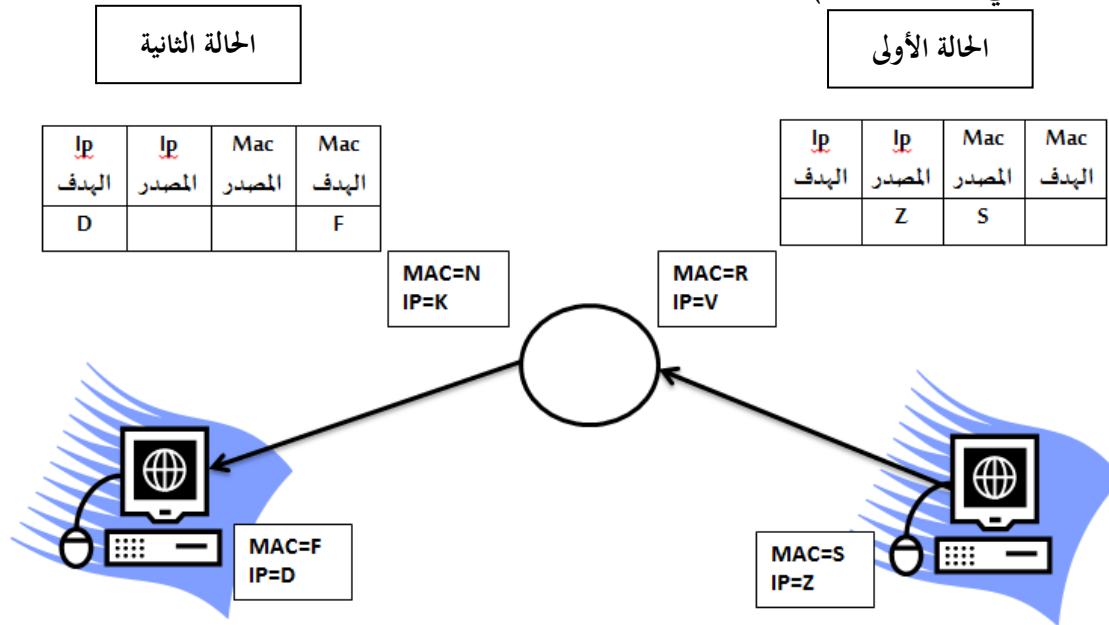 الحالة الأولى
الحالة الثانية
Mac الهدف | Mac المصدر | Ip المصدر | Ip الهدف
 | S | Z | 
Mac الهدف | Mac المصدر | Ip المصدر | Ip الهدف
F | | | D
MAC=R
IP=V
MAC=N
IP=K
MAC=S
IP=Z
MAC=F
IP=D